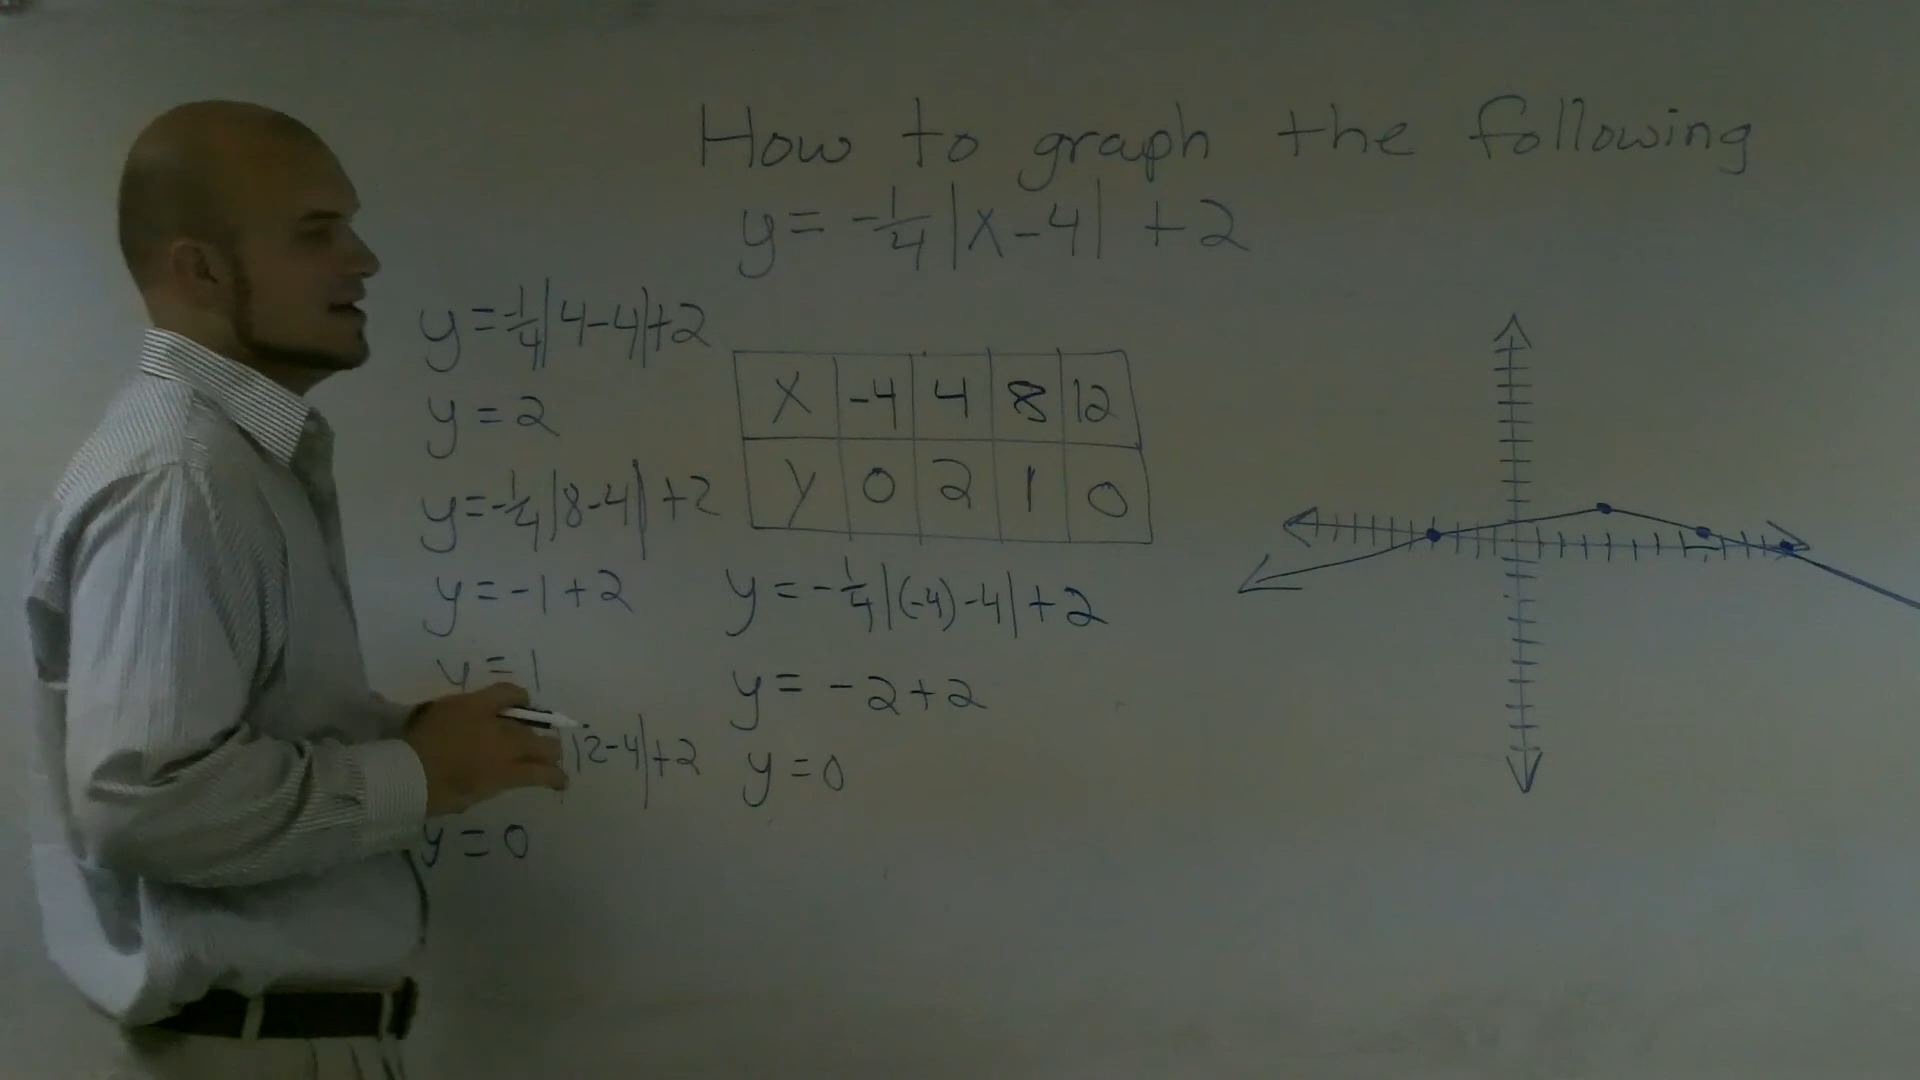 How to graph the following
y = -1/4|x-4| +2
y = -1/4|4-4|+2
y = 2
y = -1/4|8-4| +2
y = -1+2
y = 1
|12-4|+2
y = 0
X -4 4 8 12
y 0 2 1 0
y = -1/4|(-4)-4|+2
y = -2+2
y = 0